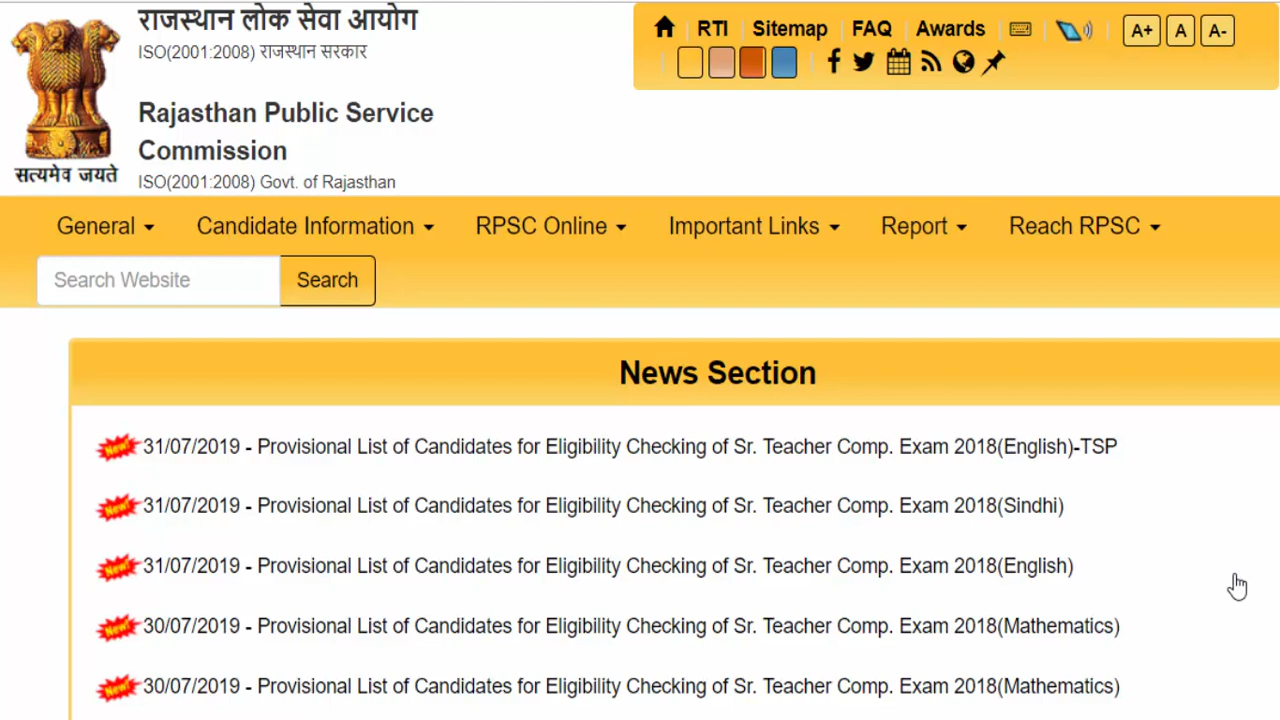 राजस्थान लोक सेवा आयोग
ISO(2001:2008) राजस्थान सरकार
Rajasthan Public Service
Commission
ISO(2001:2008) Govt. of Rajasthan
सत्यमेव जयते
RTI Sitemap FAQ Awards A+ A A-
General Candidate Information RPSC Online Important Links Report Reach RPSC
Search Website Search
News Section
New! 31/07/2019 - Provisional List of Candidates for Eligibility Checking of Sr. Teacher Comp. Exam 2018(English)-TSP
New! 31/07/2019 - Provisional List of Candidates for Eligibility Checking of Sr. Teacher Comp. Exam 2018(Sindhi)
New! 31/07/2019 - Provisional List of Candidates for Eligibility Checking of Sr. Teacher Comp. Exam 2018(English)
New! 30/07/2019 - Provisional List of Candidates for Eligibility Checking of Sr. Teacher Comp. Exam 2018(Mathematics)
New! 30/07/2019 - Provisional List of Candidates for Eligibility Checking of Sr. Teacher Comp. Exam 2018(Mathematics)